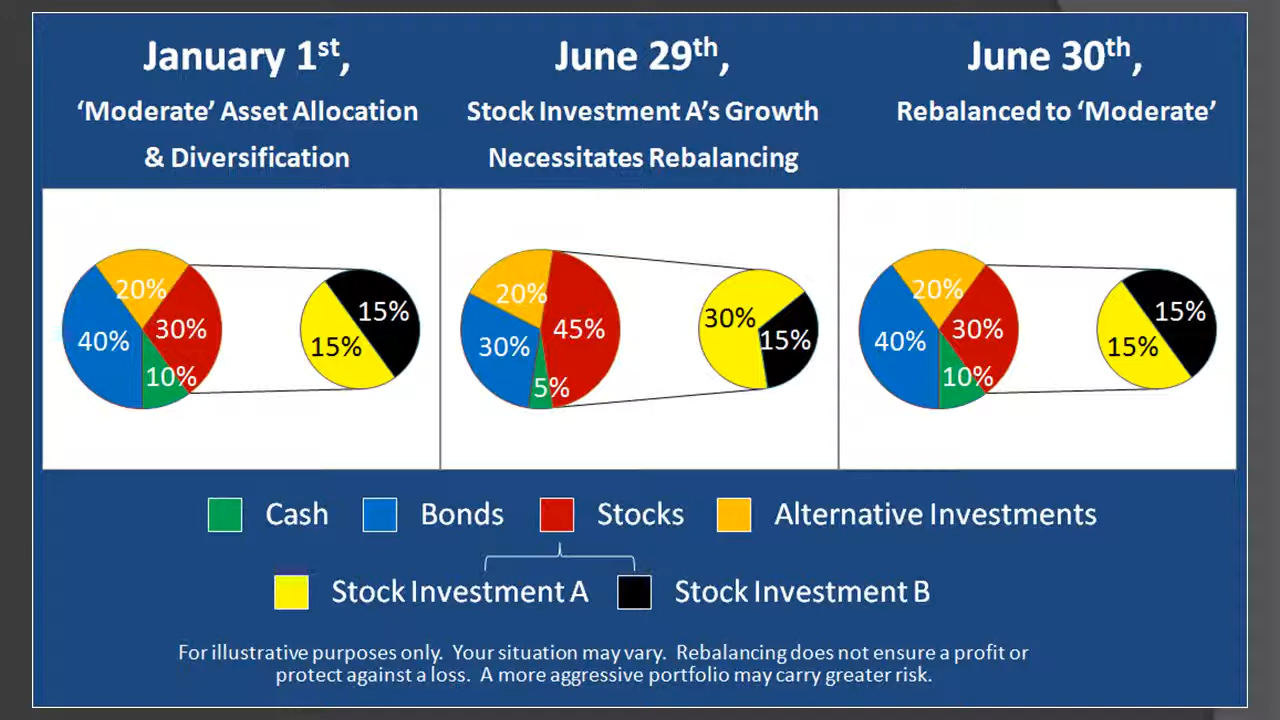 January 1st,
‘Moderate’ Asset Allocation
& Diversification
June 29th,
Stock Investment A’s Growth
Necessitates Rebalancing
June 30th,
Rebalanced to ‘Moderate’
20%
40%
30%
10%
15%
15%
20%
30%
45%
5%
30%
15%
20%
40%
30%
10%
15%
15%
Cash
Bonds
Stocks
Alternative Investments
Stock Investment A
Stock Investment B
For illustrative purposes only. Your situation may vary. Rebalancing does not ensure a profit or
protect against a loss. A more aggressive portfolio may carry greater risk.